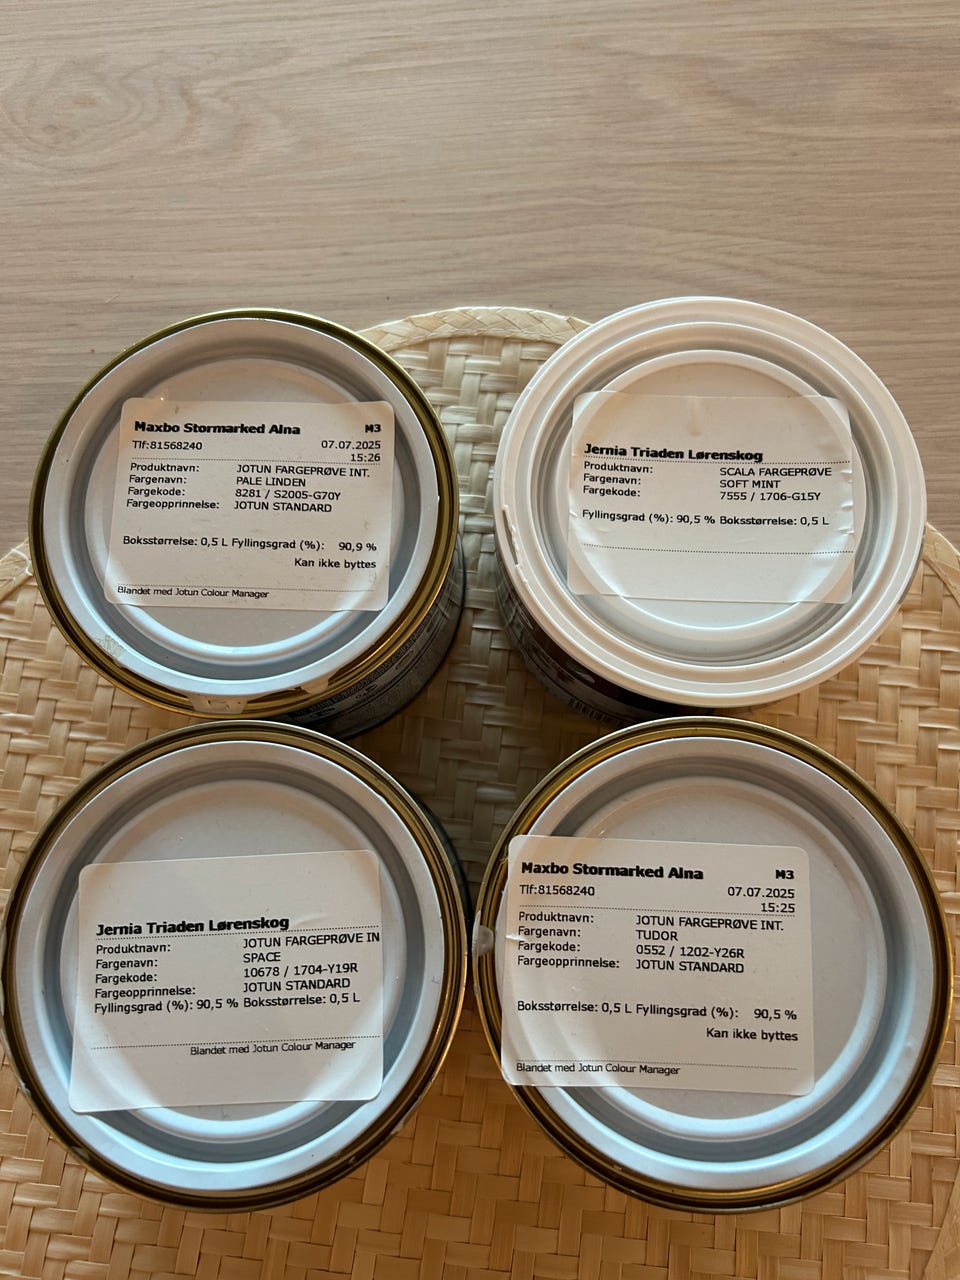 Maxbo Stormarked Alna M3
Tlf:81568240 07.07.2025
15:26
Produktnavn: JOTUN FARGEPRØVE INT.
Fargenavn: PALE LINDEN
Fargekode: 8281 / S2005-G70Y
Fargeopprinnelse: JOTUN STANDARD
Boksstørrelse: 0,5 L Fyllingsgrad (%): 90,9 %
Kan ikke byttes
Blandet med Jotun Colour Manager
Jernia Triaden Lørenskog
Produktnavn: SCALA FARGEPRØVE
Fargenavn: SOFT MINT
Fargekode: 7555 / 1706-G15Y
Fyllingsgrad (%): 90,5 % Boksstørrelse: 0,5 L
Jernia Triaden Lørenskog
Produktnavn: JOTUN FARGEPRØVE IN
Fargenavn: SPACE
Fargekode: 10678 / 1704-Y19R
Fargeopprinnelse: JOTUN STANDARD
Fyllingsgrad (%): 90,5 % Boksstørrelse: 0,5 L
Blandet med Jotun Colour Manager
Maxbo Stormarked Alna M3
Tlf:81568240 07.07.2025
15:25
Produktnavn: JOTUN FARGEPRØVE INT.
Fargenavn: TUDOR
Fargekode: 0552 / 1202-Y26R
Fargeopprinnelse: JOTUN STANDARD
Boksstørrelse: 0,5 L Fyllingsgrad (%): 90,5 %
Kan ikke byttes
Blandet med Jotun Colour Manager